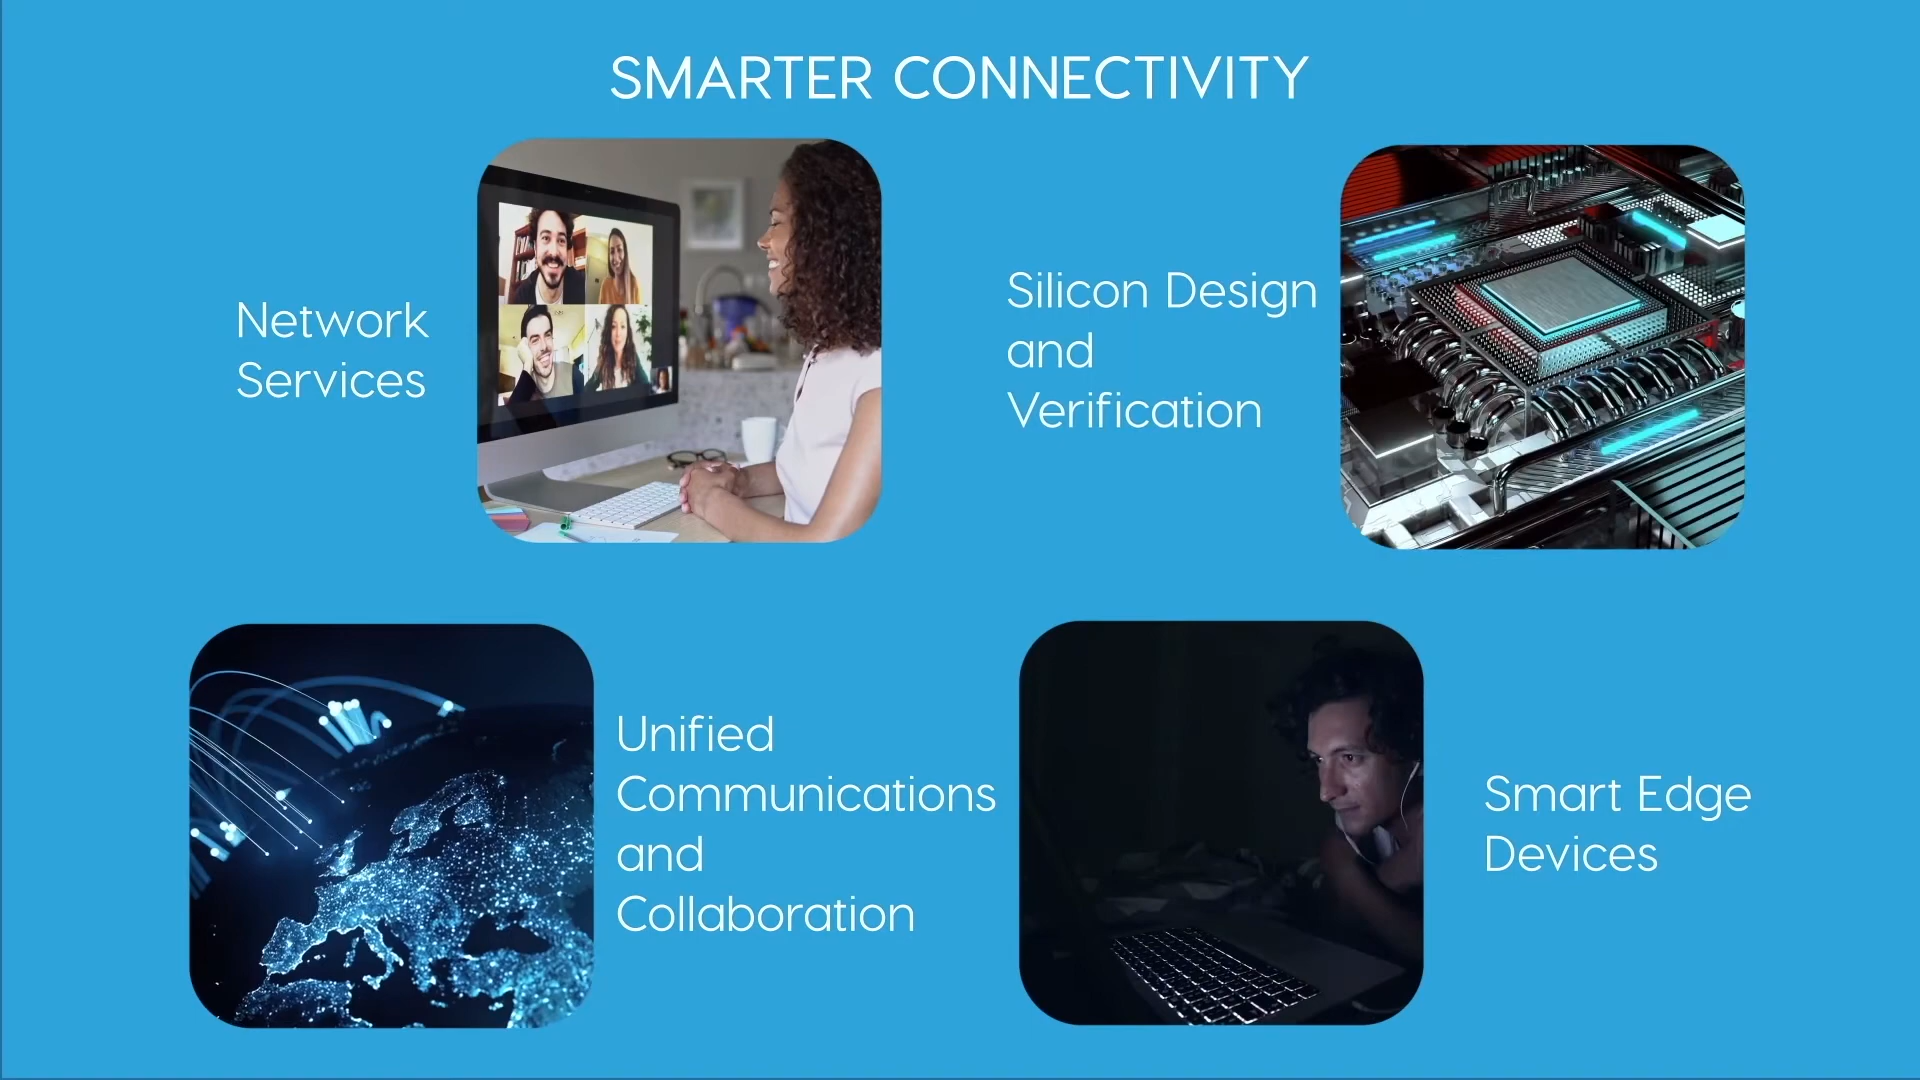 SMARTER CONNECTIVITY
Network
Services
Silicon Design
and
Verification
Unified
Communications
and
Collaboration
Smart Edge
Devices